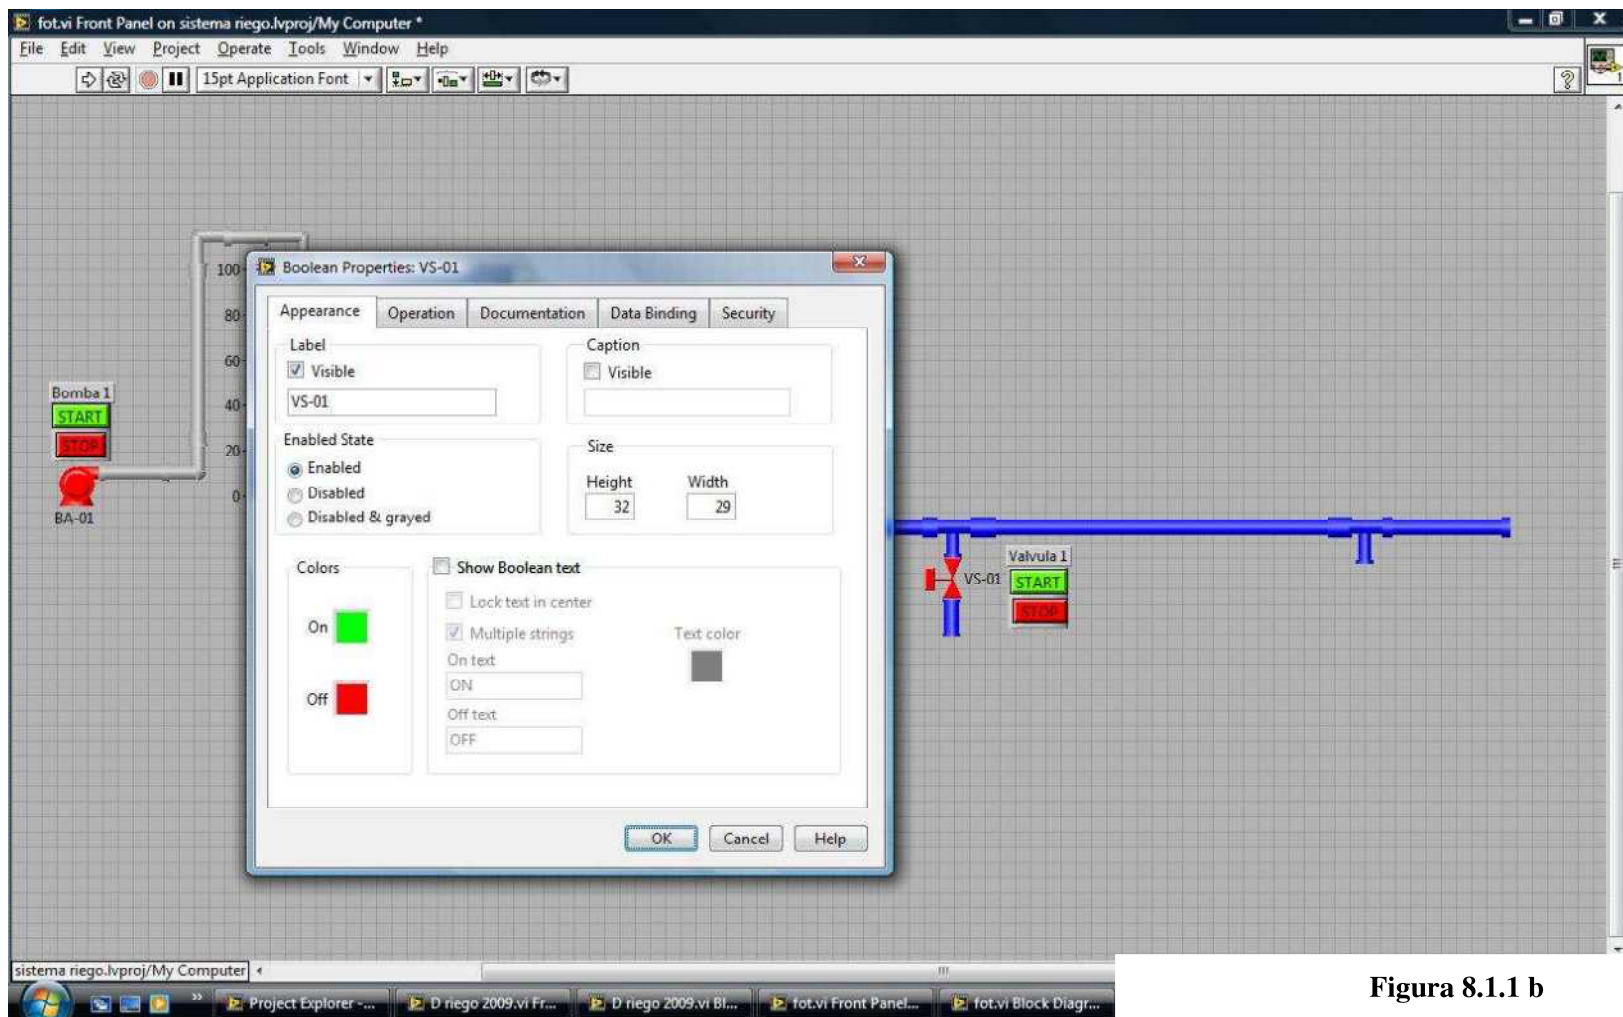 fot.vi Front Panel on sistema riego.lvproj/My Computer *
File Edit View Project Operate Tools Window Help
15pt Application Font
?
1
Bomba 1
START
STOP
BA-01
100
80
60
40
20
0
Boolean Properties: VS-01
Appearance Operation Documentation Data Binding Security
Label
Visible
VS-01
Caption
Visible
Enabled State
Enabled
Disabled
Disabled & grayed
Size
Height Width
32 29
Colors
On
Off
Show Boolean text
Lock text in center
Multiple strings
Text color
On text
ON
Off text
OFF
OK Cancel Help
Valvula 1
VS-01 START
STOP
sistema riego.lvproj/My Computer
Project Explorer -... D riego 2009.vi Fr... D riego 2009.vi Bl... fot.vi Front Panel... fot.vi Block Diagr...
Figura 8.1.1 b